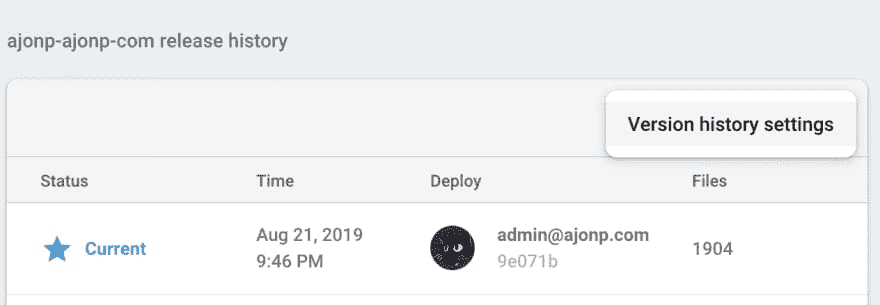 ajonp-ajonp-com release history
Version history settings
Status Time Deploy Files
Current Aug 21, 2019 admin@ajonp.com 1904
9:46 PM 9e071b